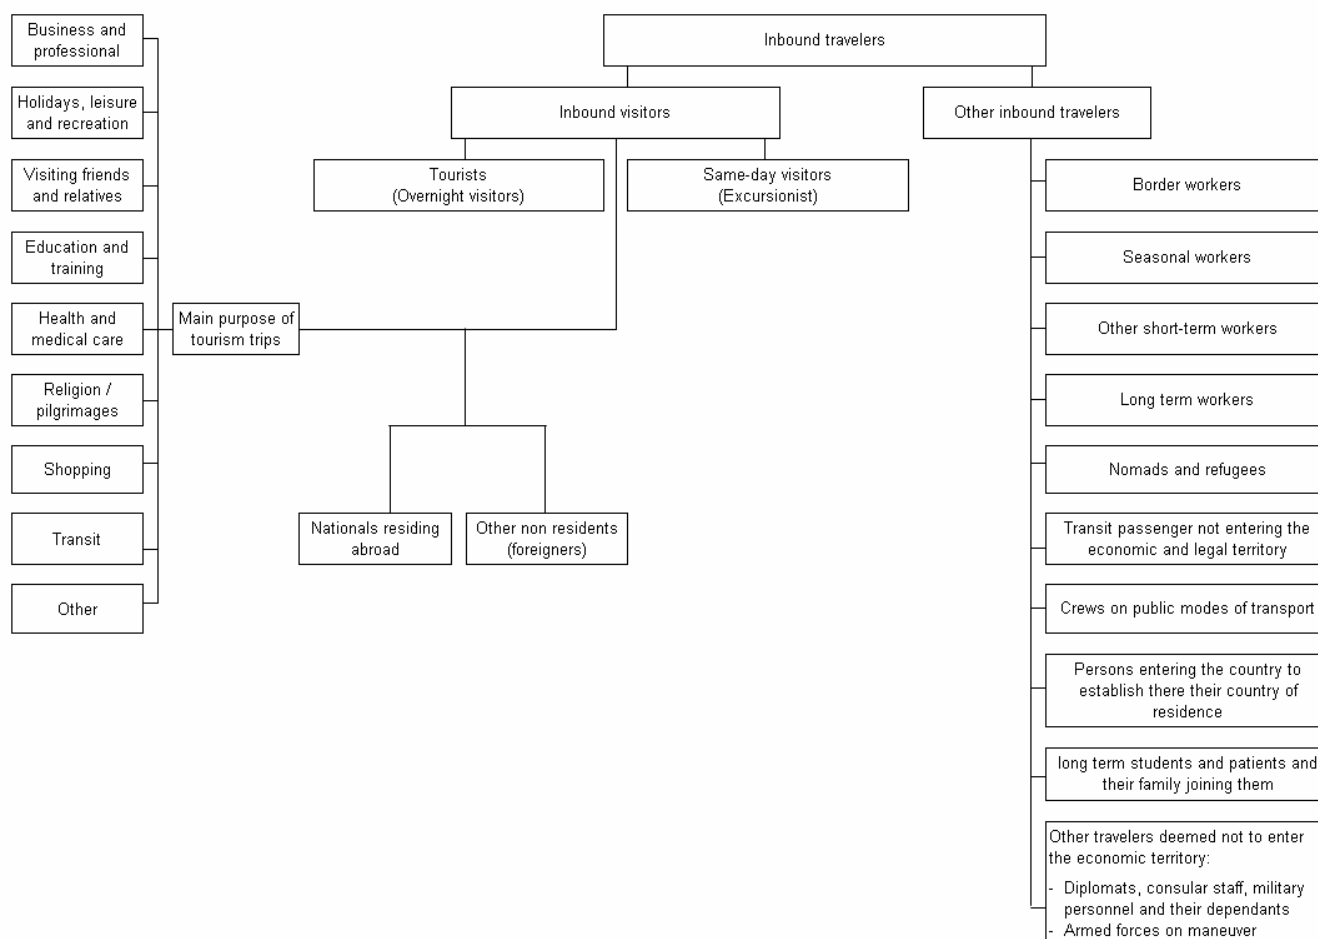 Inbound travelers
Inbound visitors
Other inbound travelers
Tourists
(Overnight visitors)
Same-day visitors
(Excursionist)
Business and
professional
Holidays, leisure
and recreation
Visiting friends
and relatives
Education and
training
Health and
medical care
Religion /
pilgrimages
Shopping
Transit
Other
Main purpose of
tourism trips
Nationals residing
abroad
Other non residents
(foreigners)
Border workers
Seasonal workers
Other short-term workers
Long term workers
Nomads and refugees
Transit passenger not entering the
economic and legal territory
Crews on public modes of transport
Persons entering the country to
establish there their country of
residence
long term students and patients and
their family joining them
Other travelers deemed not to enter
the economic territory:
- Diplomats, consular staff, military
personnel and their dependants
- Armed forces on maneuver